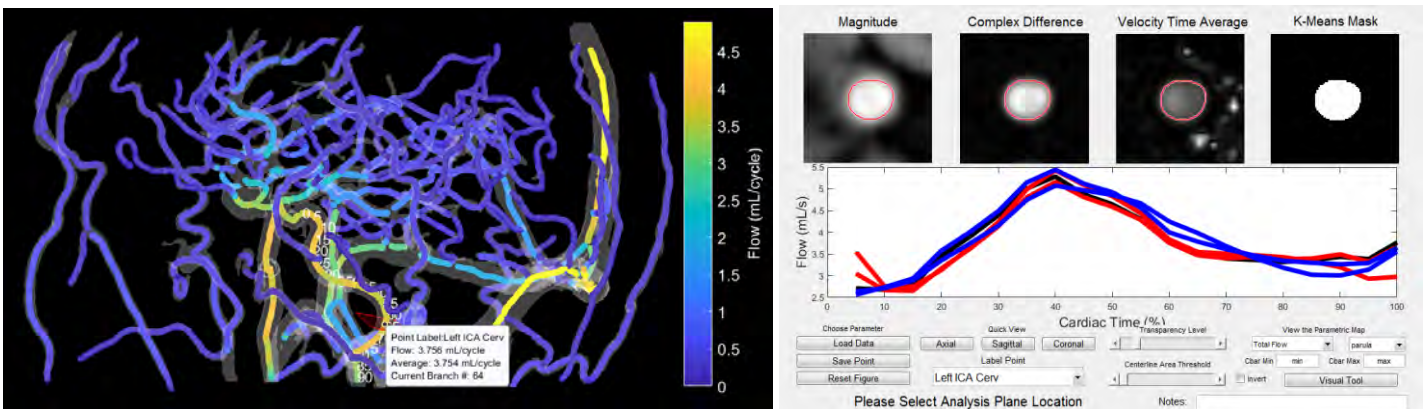 4.5
4
3.5
3
2.5
2
1.5
1
0.5
0
Flow (mL/cycle)
Point Label:Left ICA Cerv
Flow: 3.756 mL/cycle
Average: 3.754 mL/cycle
Current Branch #: 64
Magnitude Complex Difference Velocity Time Average K-Means Mask
5.5
5
4.5
4
3.5
3
2.5
Flow (mL/s)
0 10 20 30 40 50 60 70 80 90 100
Cardiac Time (%)
Choose Parameter Quick View Transparency Level View the Parametric Map
Load Data Axial Sagittal Coronal Total Flow parula
Save Point Label Point Centerline Area Threshold Cbar Min min Cbar Max max
Reset Figure Left ICA Cerv Invert Visual Tool
Please Select Analysis Plane Location Notes: